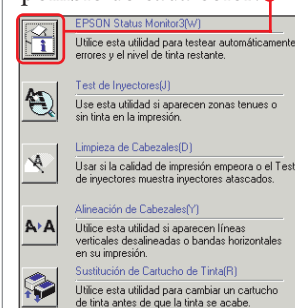 EPSON Status Monitor3(W)
Utilice esta utilidad para testear automáticamente
errores y el nivel de tinta restante.
Test de Inyectores(J)
Use esta utilidad si aparecen zonas tenues o
sin tinta en la impresión.
Limpieza de Cabezales(D)
Usar si la calidad de impresión empeora o el Test
de inyectores muestra inyectores atascados.
Alineación de Cabezales(Y)
Utilice esta utilidad si aparecen líneas
verticales desalineadas o bandas horizontales
en su impresión.
Sustitución de Cartucho de Tinta(R)
Utilice esta utilidad para cambiar un cartucho
de tinta antes de que la tinta se acabe.